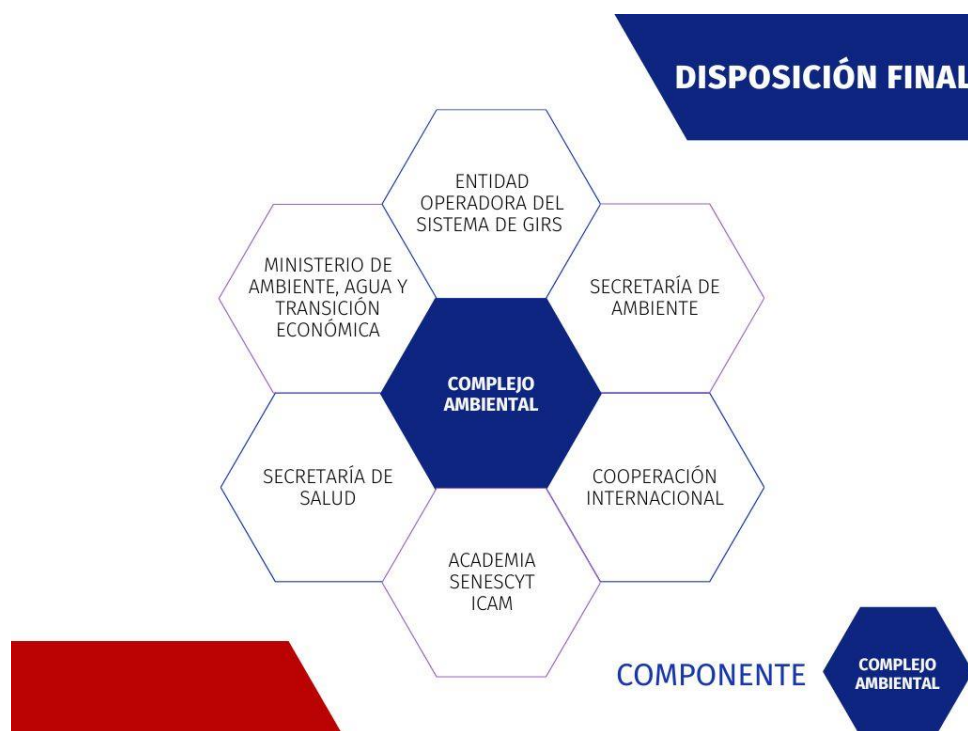 DISPOSICIÓN FINAL
ENTIDAD
OPERADORA DEL
SISTEMA DE GIRS
MINISTERIO DE
AMBIENTE, AGUA Y
TRANSICIÓN
ECONÓMICA
SECRETARÍA DE
AMBIENTE
COMPLEJO
AMBIENTAL
SECRETARÍA DE
SALUD
COOPERACIÓN
INTERNACIONAL
ACADEMIA
SENESCYT
ICAM
COMPONENTE
COMPLEJO
AMBIENTAL